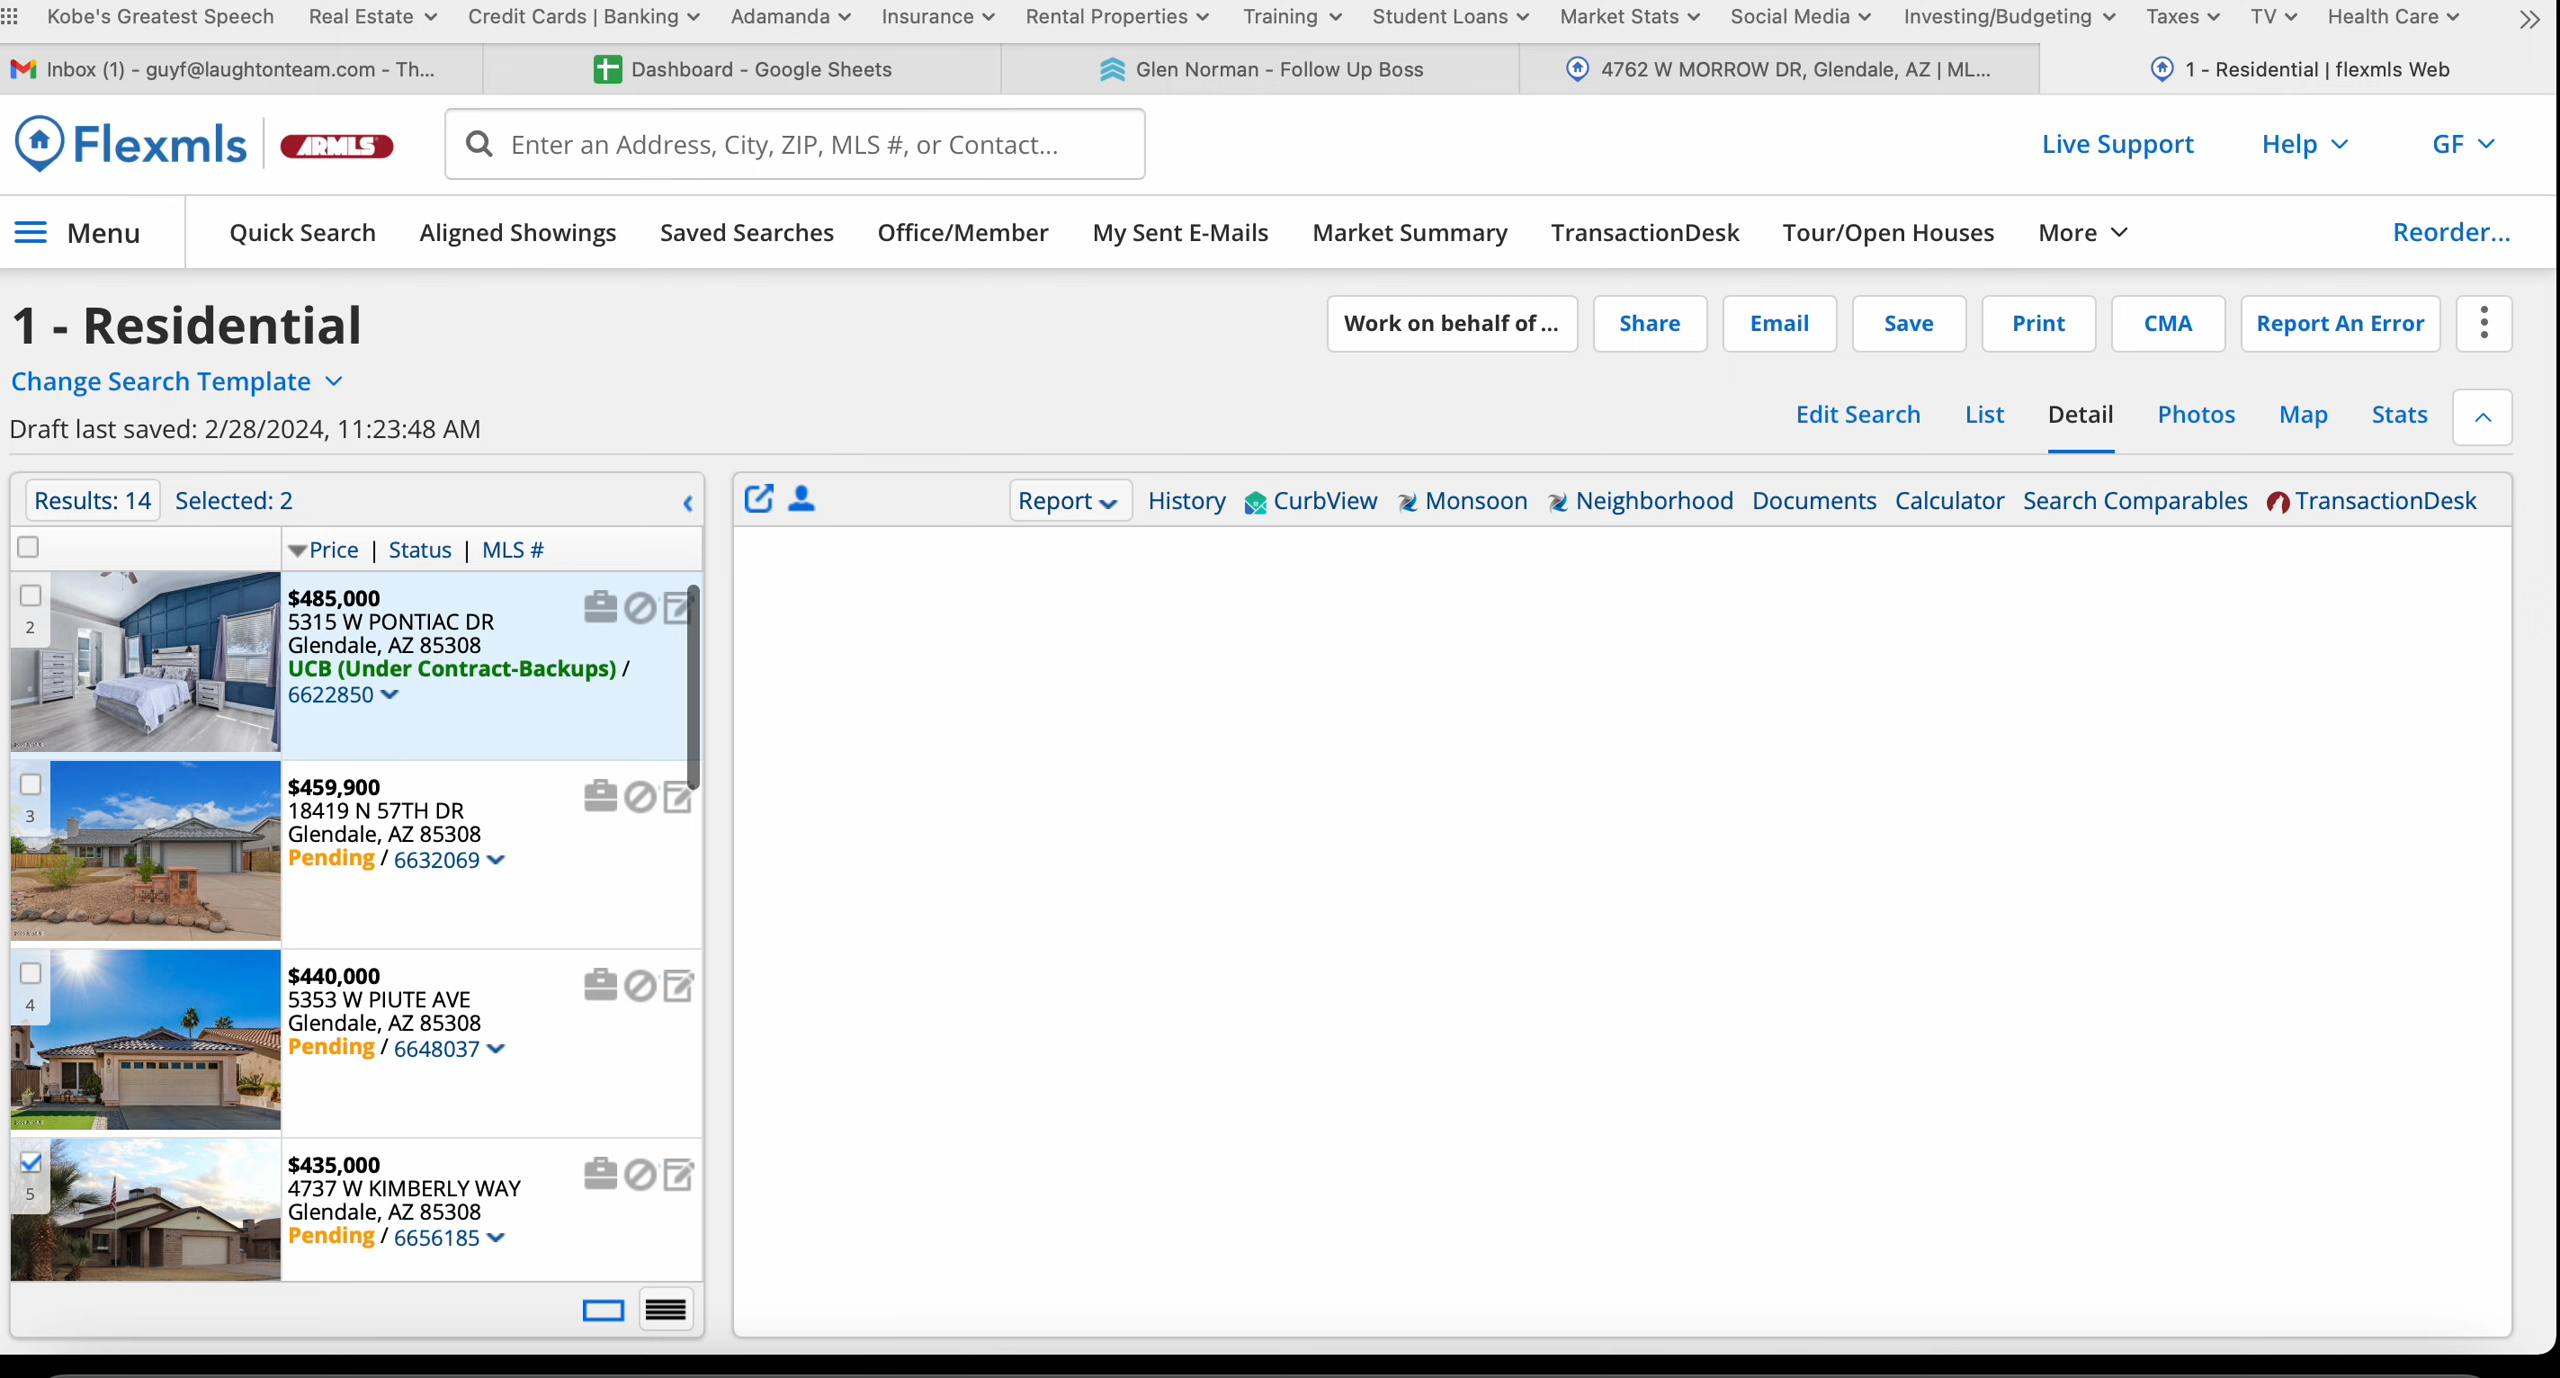 Kobe's Greatest Speech Real Estate Credit Cards | Banking Adamanda Insurance Rental Properties Training Student Loans Market Stats Social Media Investing/Budgeting Taxes TV Health Care
Inbox (1) - guyf@laughtonteam.com - Th... Dashboard - Google Sheets Glen Norman - Follow Up Boss 4762 W MORROW DR, Glendale, AZ | ML... 1 - Residential | flexmls Web
Flexmls ARMLS Enter an Address, City, ZIP, MLS #, or Contact... Live Support Help GF
Menu Quick Search Aligned Showings Saved Searches Office/Member My Sent E-Mails Market Summary TransactionDesk Tour/Open Houses More Reorder...
1 - Residential Work on behalf of ... Share Email Save Print CMA Report An Error
Change Search Template
Draft last saved: 2/28/2024, 11:23:48 AM
Edit Search List Detail Photos Map Stats
Results: 14 Selected: 2
Report History CurbView Monsoon Neighborhood Documents Calculator Search Comparables TransactionDesk
Price | Status | MLS #
2
$485,000
5315 W PONTIAC DR
Glendale, AZ 85308
UCB (Under Contract-Backups) /
6622850
3
$459,900
18419 N 57TH DR
Glendale, AZ 85308
Pending / 6632069
4
$440,000
5353 W PIUTE AVE
Glendale, AZ 85308
Pending / 6648037
5
$435,000
4737 W KIMBERLY WAY
Glendale, AZ 85308
Pending / 6656185